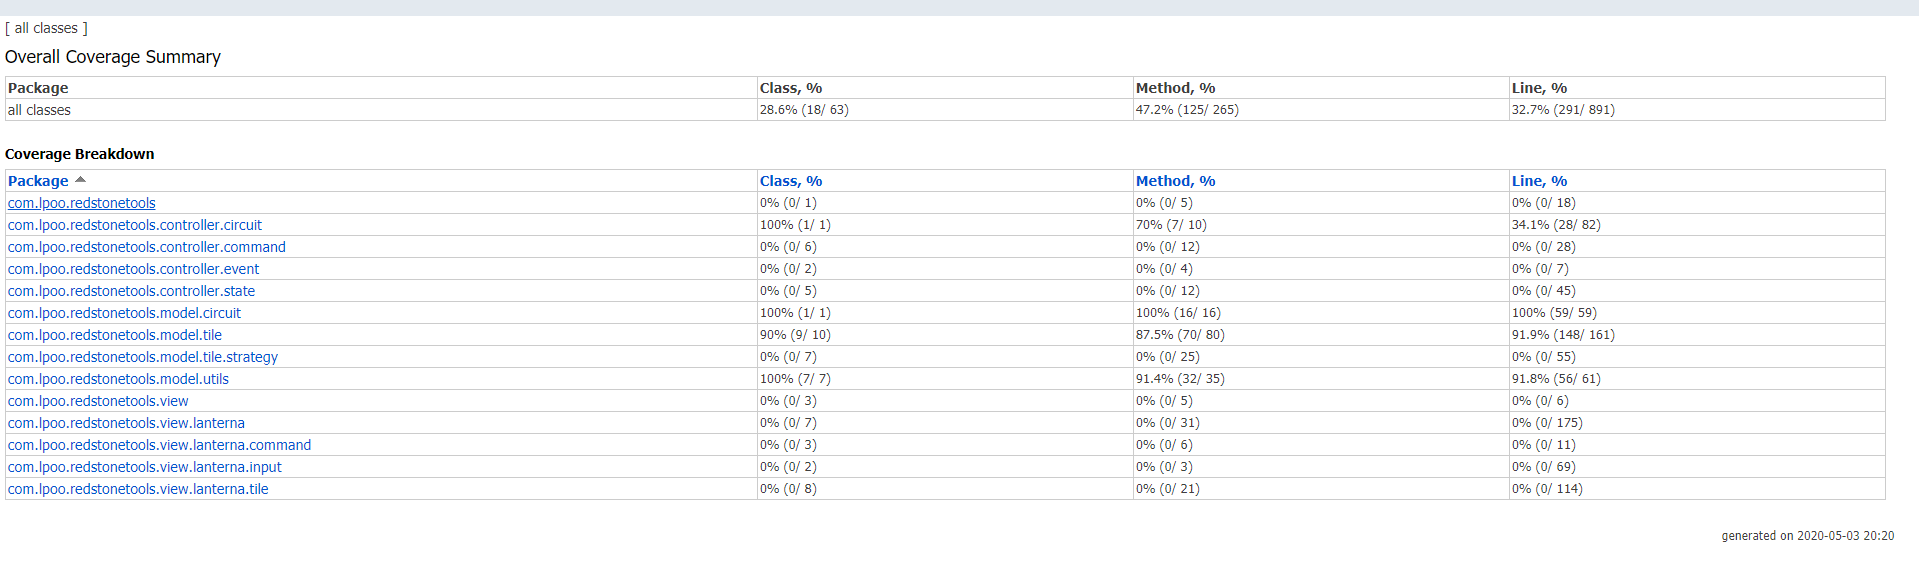 [ all classes ]
Overall Coverage Summary
Package Class, % Method, % Line, %
all classes 28.6% (18/ 63) 47.2% (125/ 265) 32.7% (291/ 891)
Coverage Breakdown
Package Class, % Method, % Line, %
com.lpoo.redstonetools 0% (0/ 1) 0% (0/ 5) 0% (0/ 18)
com.lpoo.redstonetools.controller.circuit 100% (1/ 1) 70% (7/ 10) 34.1% (28/ 82)
com.lpoo.redstonetools.controller.command 0% (0/ 6) 0% (0/ 12) 0% (0/ 28)
com.lpoo.redstonetools.controller.event 0% (0/ 2) 0% (0/ 4) 0% (0/ 7)
com.lpoo.redstonetools.controller.state 0% (0/ 5) 0% (0/ 12) 0% (0/ 45)
com.lpoo.redstonetools.model.circuit 100% (1/ 1) 100% (16/ 16) 100% (59/ 59)
com.lpoo.redstonetools.model.tile 90% (9/ 10) 87.5% (70/ 80) 91.9% (148/ 161)
com.lpoo.redstonetools.model.tile.strategy 0% (0/ 7) 0% (0/ 25) 0% (0/ 55)
com.lpoo.redstonetools.model.utils 100% (7/ 7) 91.4% (32/ 35) 91.8% (56/ 61)
com.lpoo.redstonetools.view 0% (0/ 3) 0% (0/ 5) 0% (0/ 6)
com.lpoo.redstonetools.view.lanterna 0% (0/ 7) 0% (0/ 31) 0% (0/ 175)
com.lpoo.redstonetools.view.lanterna.command 0% (0/ 3) 0% (0/ 6) 0% (0/ 11)
com.lpoo.redstonetools.view.lanterna.input 0% (0/ 2) 0% (0/ 3) 0% (0/ 69)
com.lpoo.redstonetools.view.lanterna.tile 0% (0/ 8) 0% (0/ 21) 0% (0/ 114)
generated on 2020-05-03 20:20